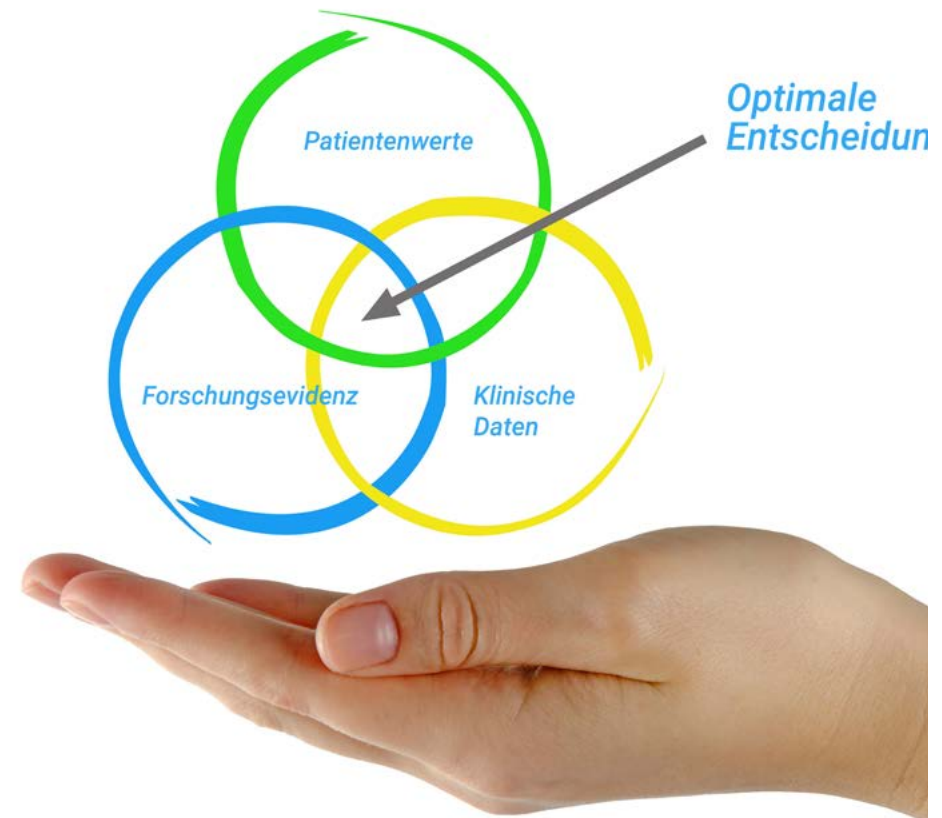 Optimale
Entscheidun
Patientenwerte
Forschungsevidenz
Klinische
Daten